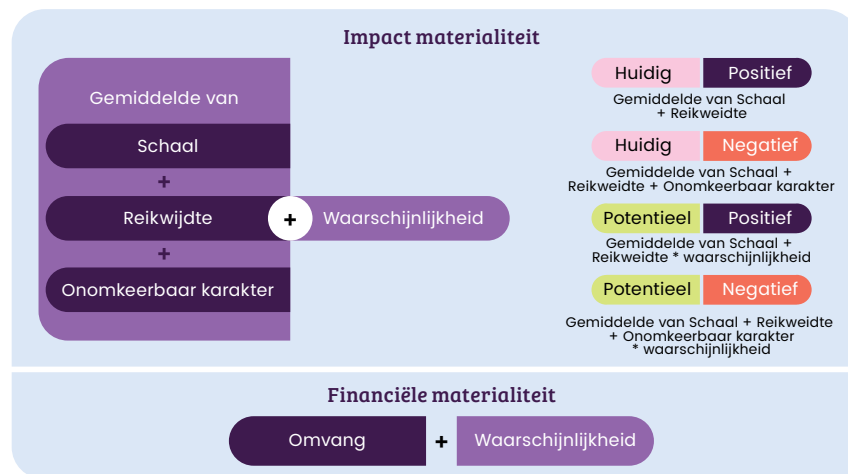 Impact materialiteit
Gemiddelde van
Schaal
+
Reikwijdte
+
Onomkeerbaar karakter
+
Waarschijnlijkheid
Huidig Positief
Gemiddelde van Schaal
+ Reikweidte
Huidig Negatief
Gemiddelde van Schaal +
Reikweidte + Onomkeerbaar karakter
Potentieel Positief
Gemiddelde van Schaal +
Reikweidte * waarschijnlijkheid
Potentieel Negatief
Gemiddelde van Schaal + Reikweidte
+ Onomkeerbaar karakter
* waarschijnlijkheid
Financiële materialiteit
Omvang + Waarschijnlijkheid